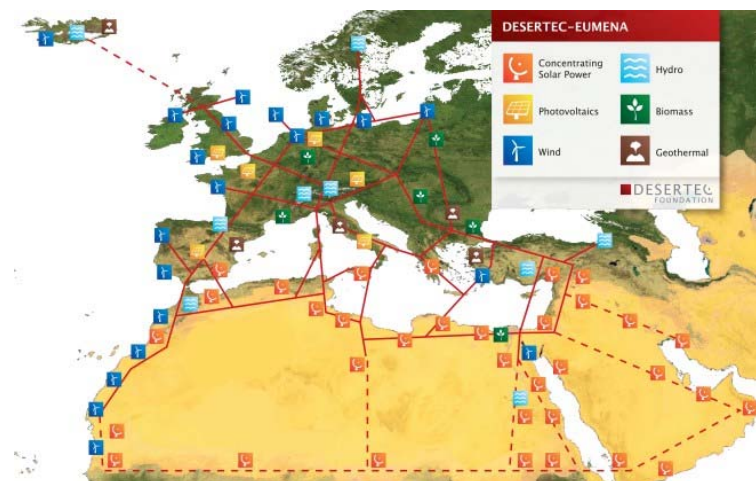 DESERTEC-EUMENA
Concentrating
Solar Power
Hydro
Photovoltaics
Biomass
Wind
Geothermal
DESERTEC
FOUNDATION